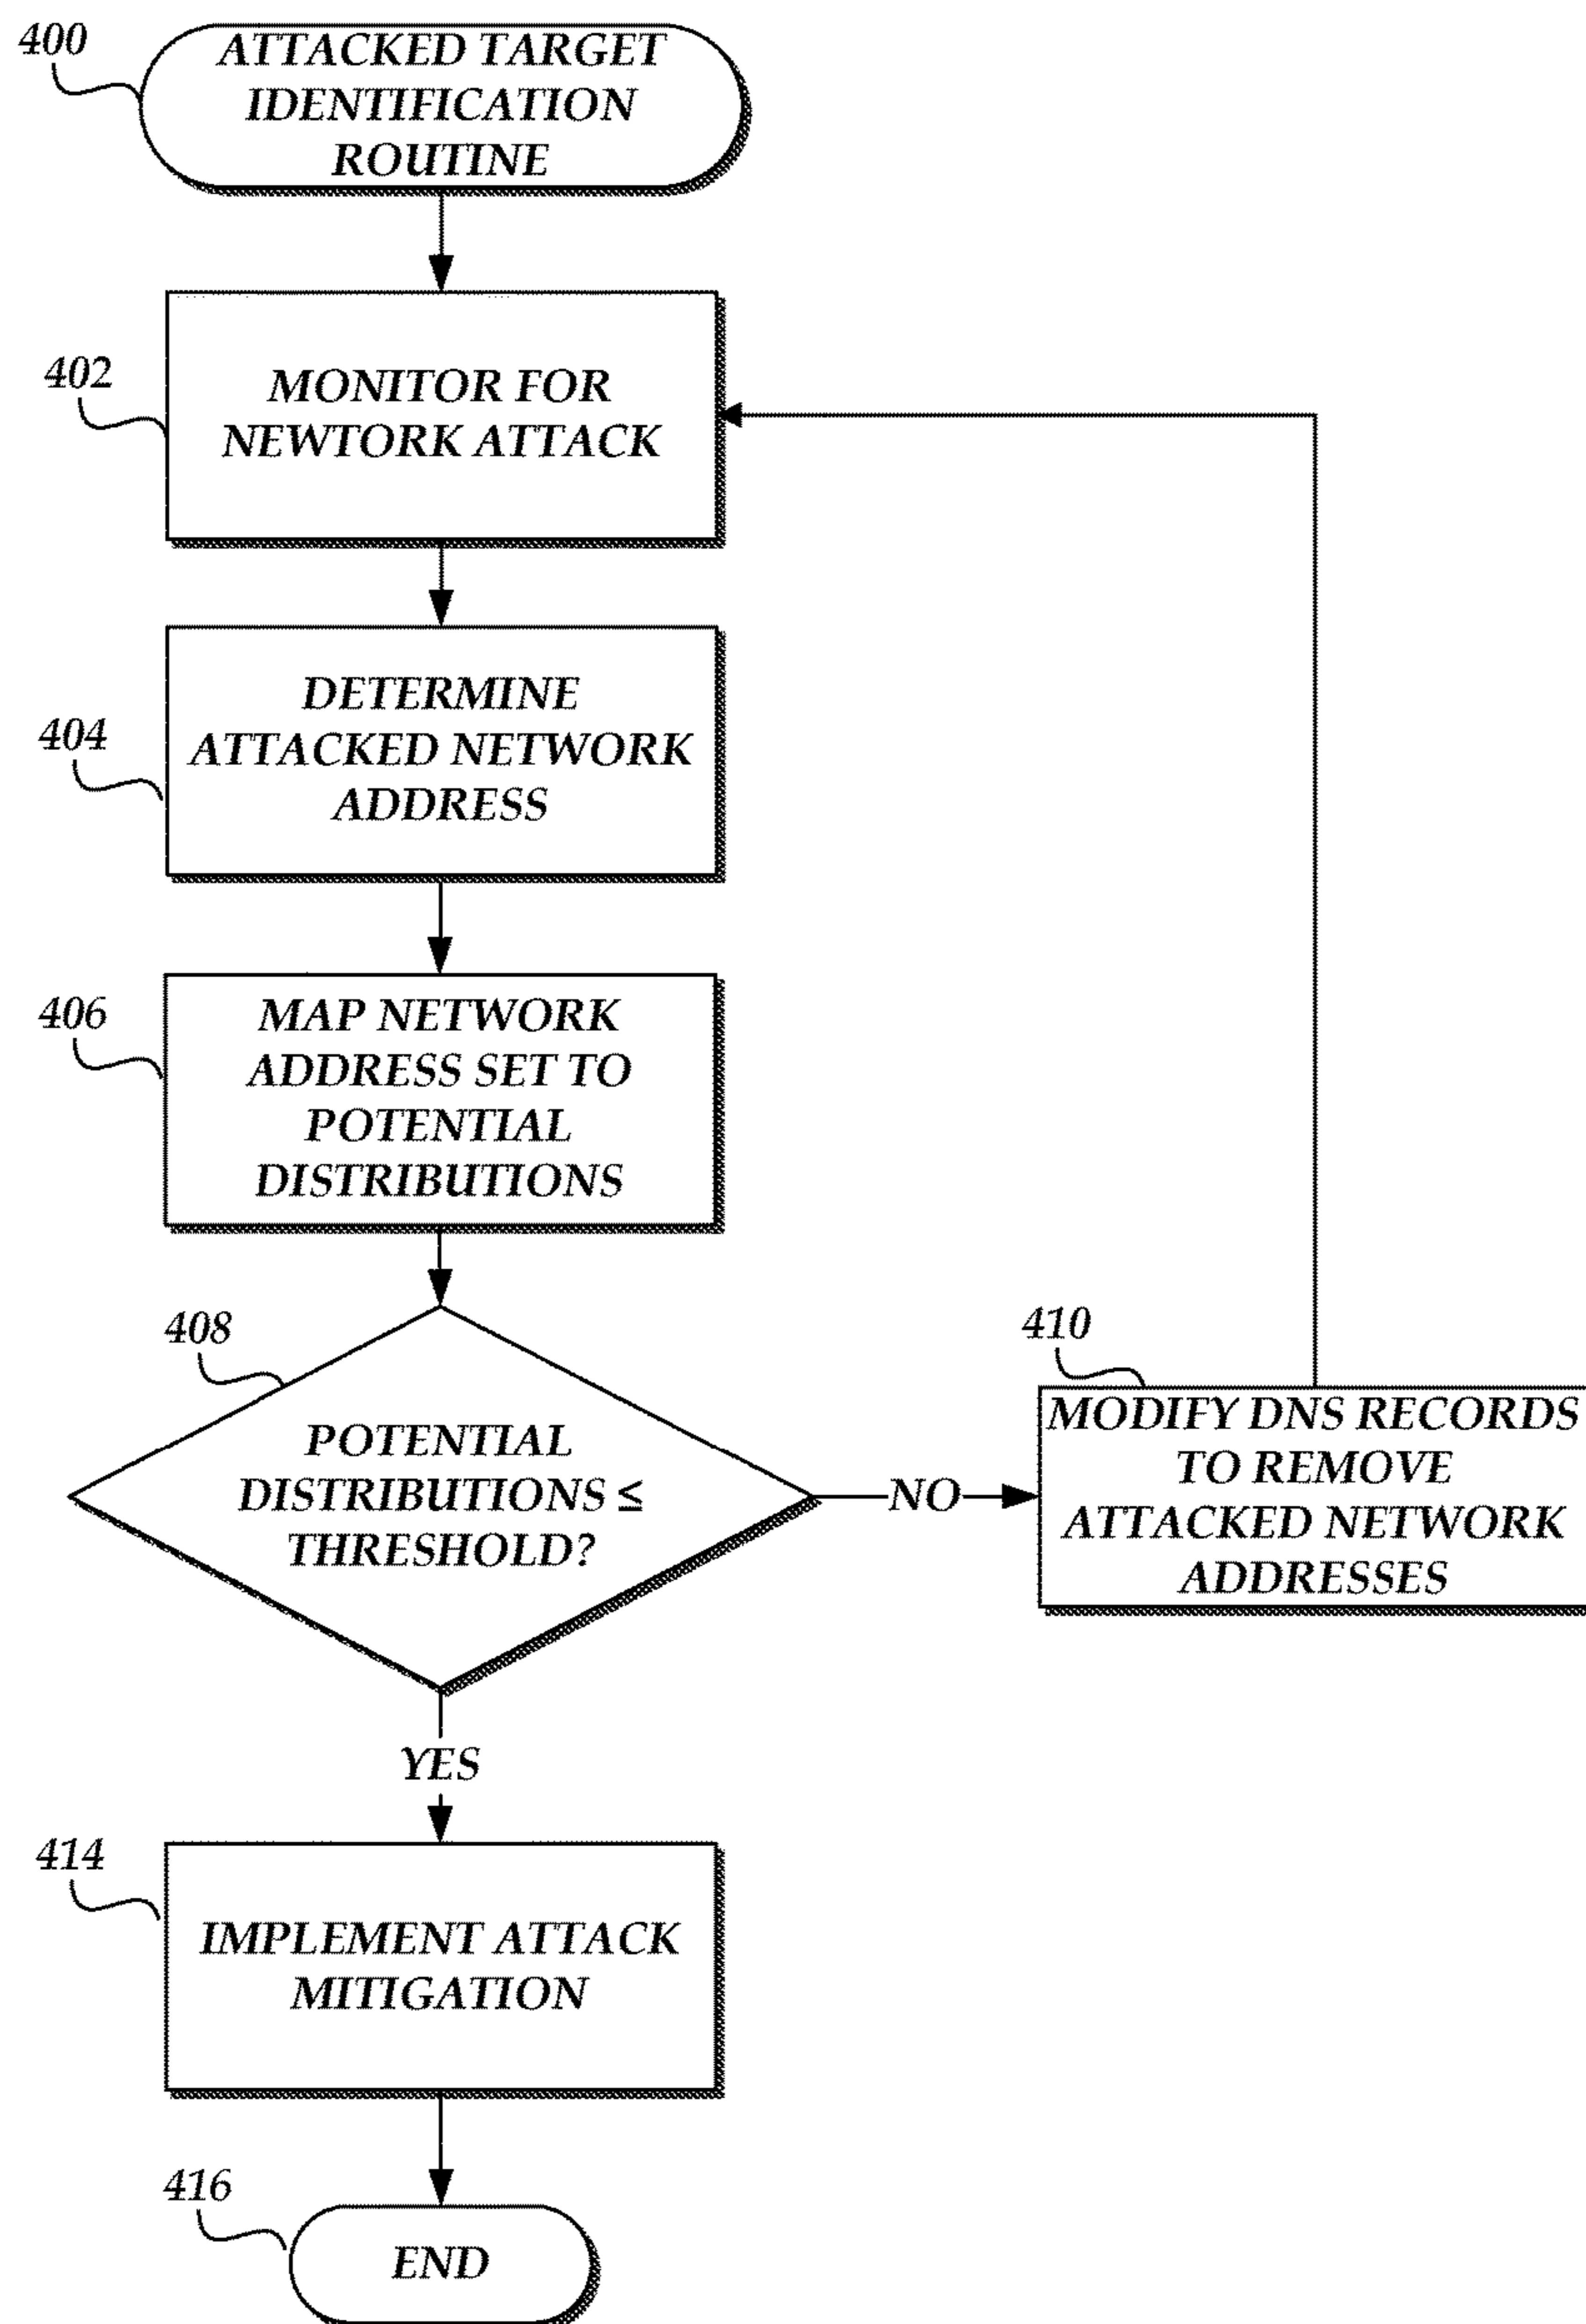 400
ATTACKED TARGET
IDENTIFICATION
ROUTINE
402
MONITOR FOR
NEWTORK ATTACK
404
DETERMINE
ATTACKED NETWORK
ADDRESS
406
MAP NETWORK
ADDRESS SET TO
POTENTIAL
DISTRIBUTIONS
408
POTENTIAL
DISTRIBUTIONS ≤
THRESHOLD?
NO
410
MODIFY DNS RECORDS
TO REMOVE
ATTACKED NETWORK
ADDRESSES
YES
414
IMPLEMENT ATTACK
MITIGATION
416
END